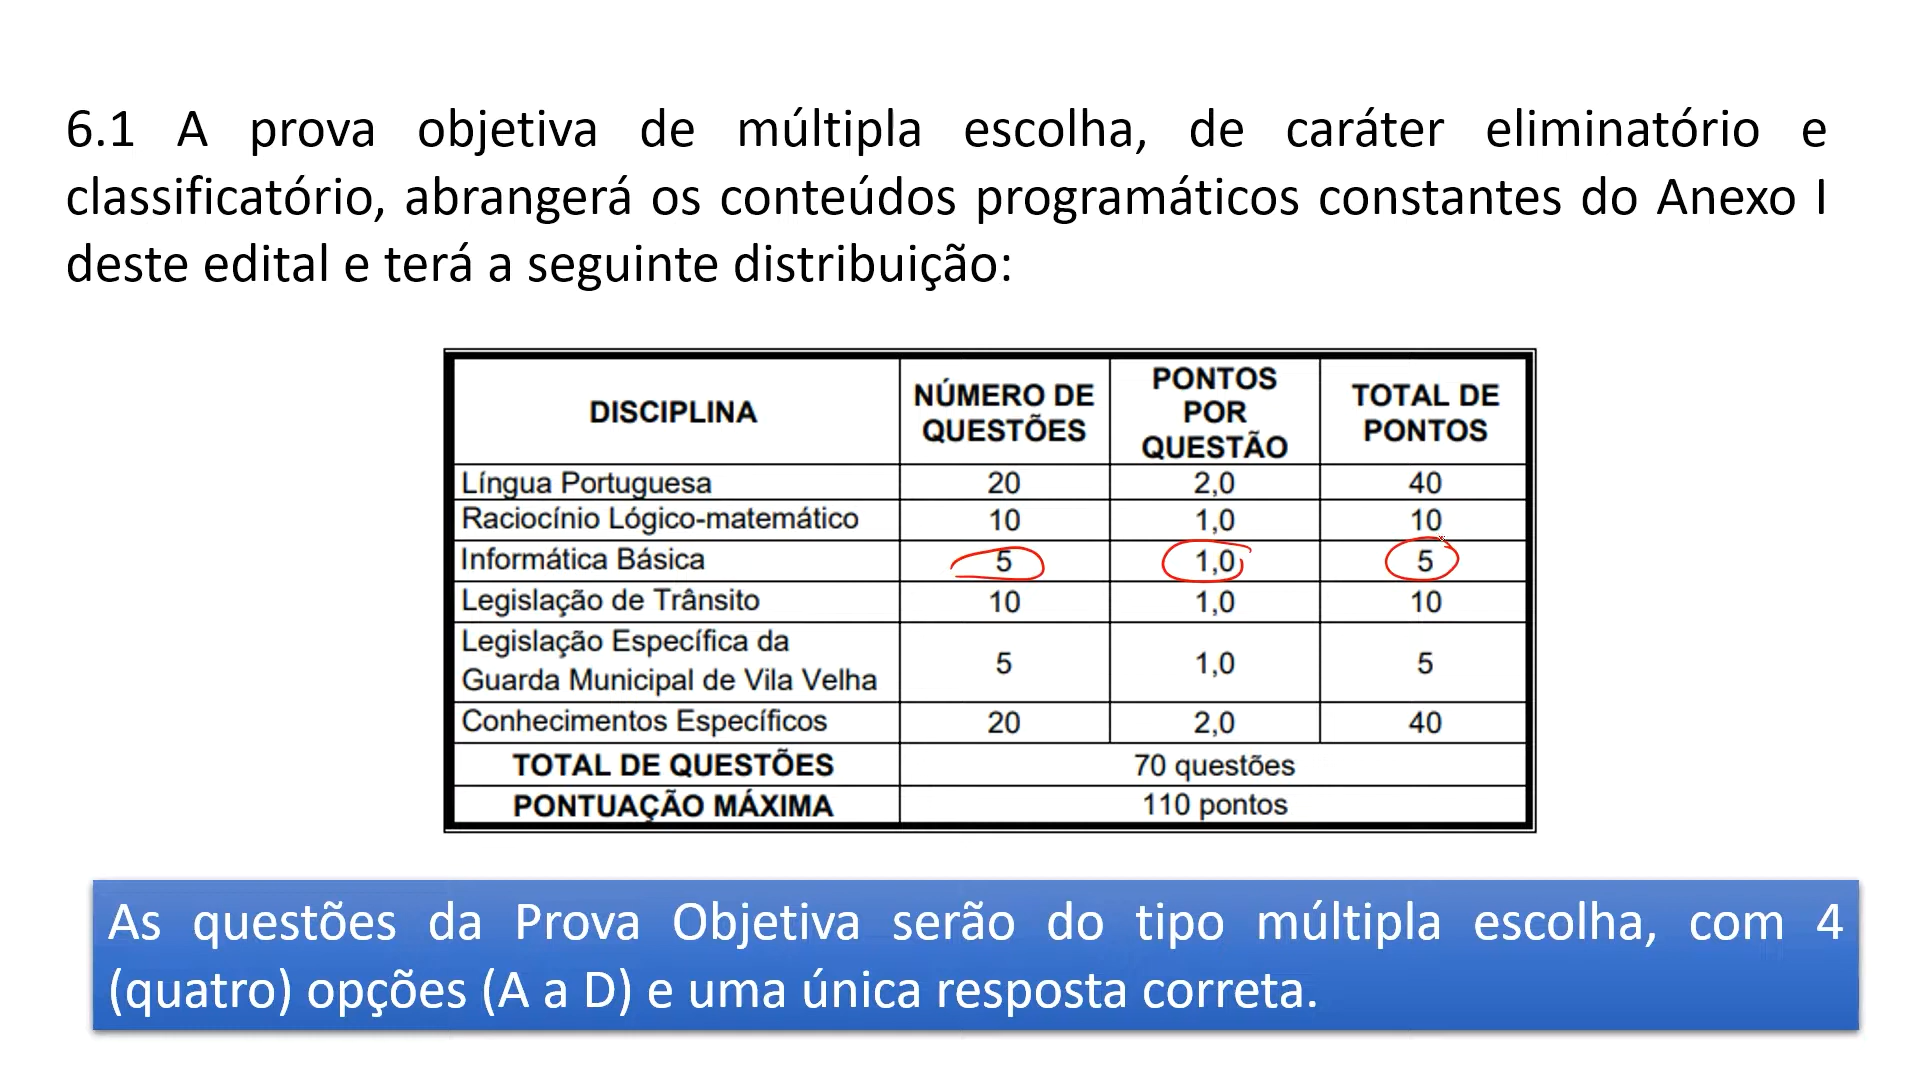 6.1 A prova objetiva de múltipla escolha, de caráter eliminatório e
classificatório, abrangerá os conteúdos programáticos constantes do Anexo I
deste edital e terá a seguinte distribuição:
DISCIPLINA NÚMERO DE QUESTÕES PONTOS POR QUESTÃO TOTAL DE PONTOS
Língua Portuguesa 20 2,0 40
Raciocínio Lógico-matemático 10 1,0 10
Informática Básica 5 1,0 5
Legislação de Trânsito 10 1,0 10
Legislação Específica da
Guarda Municipal de Vila Velha 5 1,0 5
Conhecimentos Específicos 20 2,0 40
TOTAL DE QUESTÕES 70 questões
PONTUAÇÃO MÁXIMA 110 pontos
As questões da Prova Objetiva serão do tipo múltipla escolha, com 4
(quatro) opções (A a D) e uma única resposta correta.